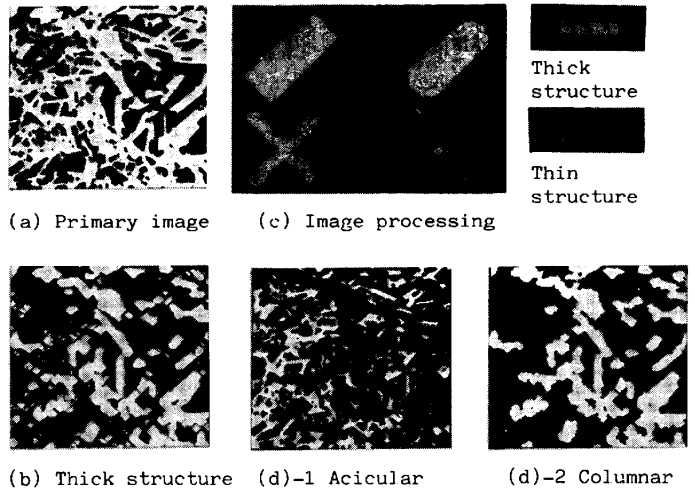 Thick
structure
Thin
structure
(a) Primary image
(c) Image processing
(b) Thick structure
(d)-1 Acicular
(d)-2 Columnar